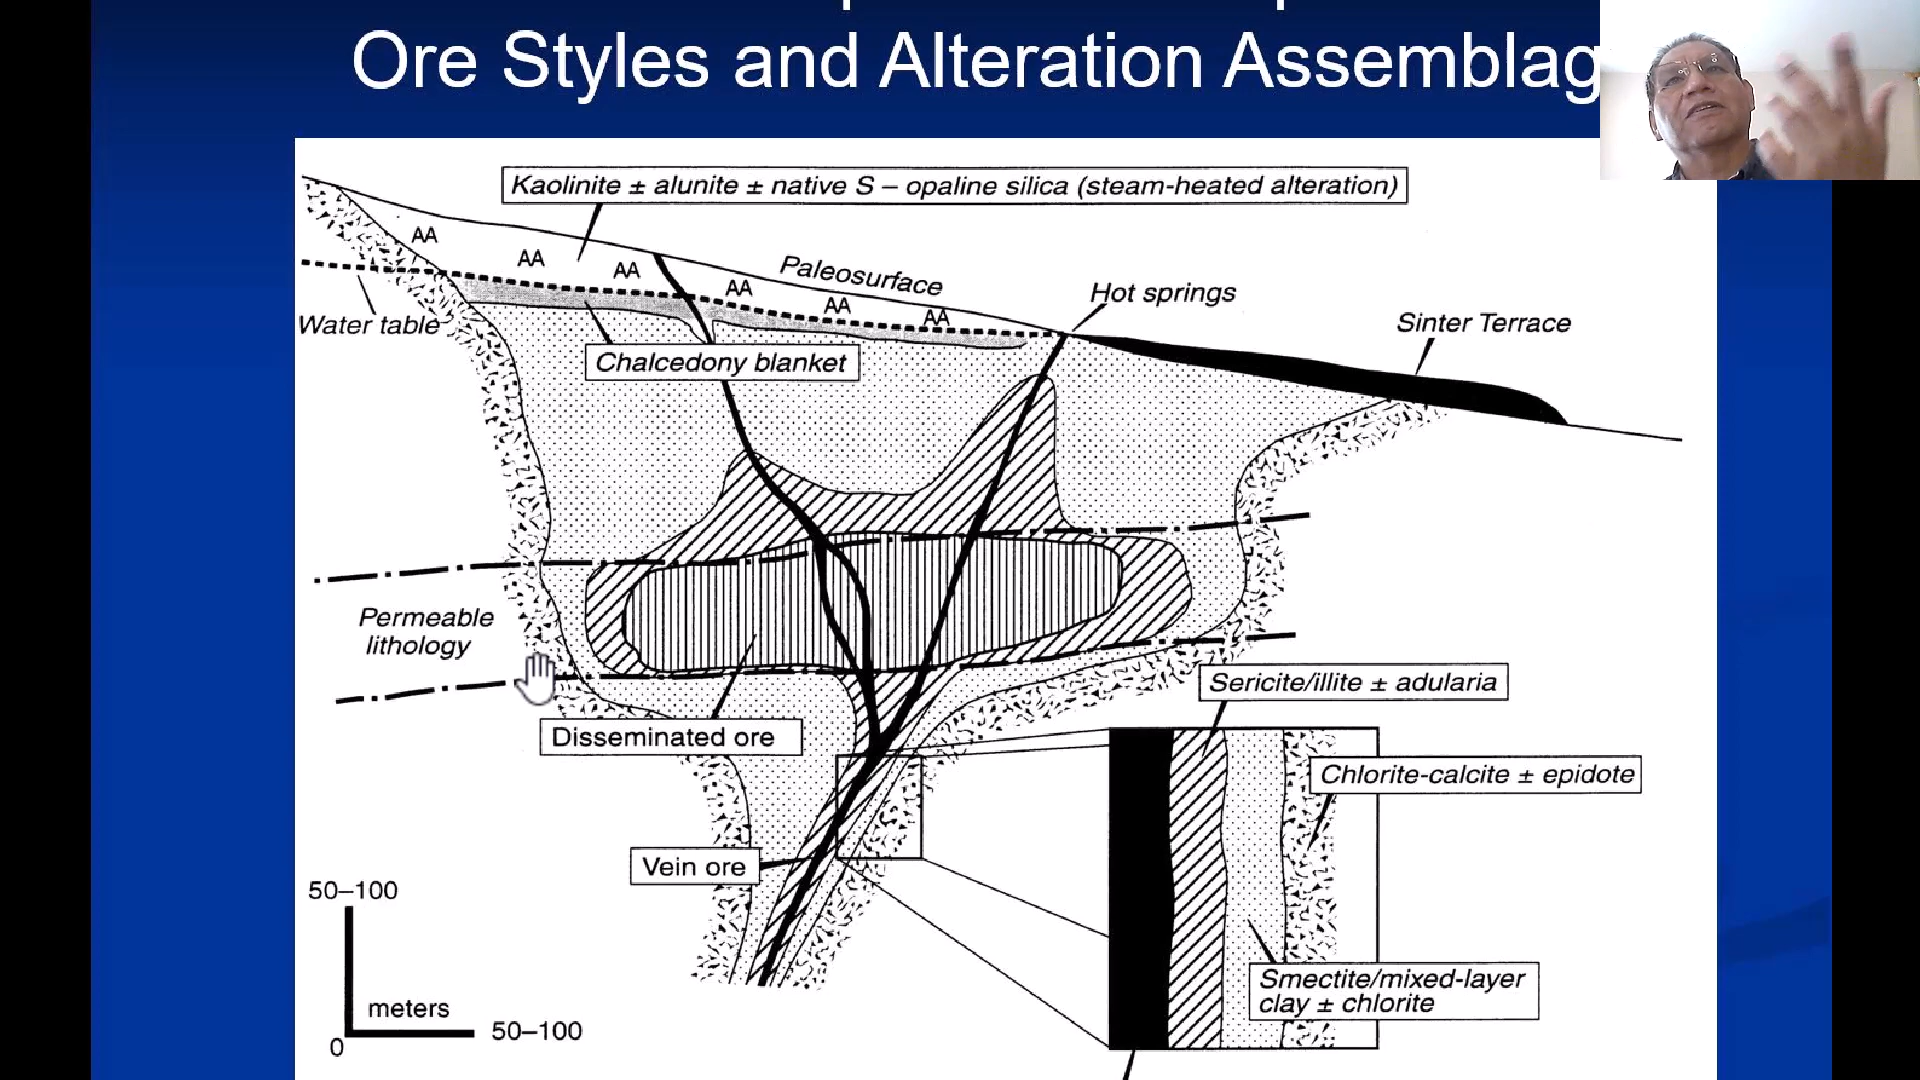 Ore Styles and Alteration Assemblag
Kaolinite ± alunite ± native S – opaline silica (steam-heated alteration)
AA
AA
AA
AA
AA
AA
Paleosurface
Hot springs
Sinter Terrace
Water table
Chalcedony blanket
Permeable
lithology
Disseminated ore
Sericite/illite ± adularia
Chlorite-calcite ± epidote
Vein ore
Smectite/mixed-layer
clay ± chlorite
50–100
meters
0
50–100